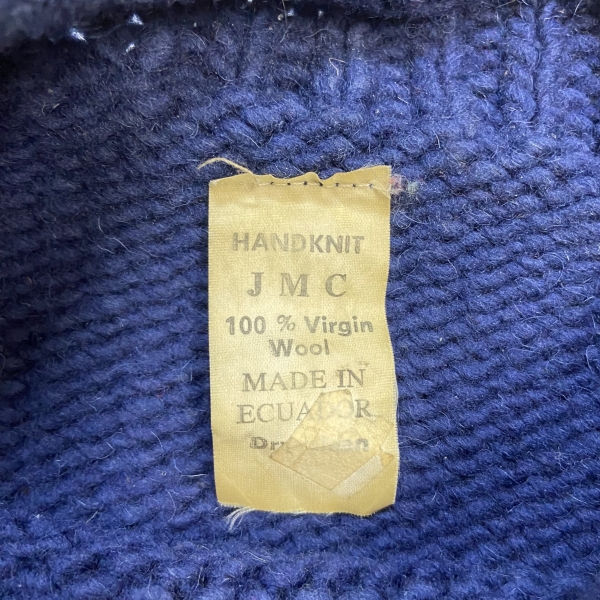 HANDKNIT
J M C
100 % Virgin
Wool
MADE IN
ECUADOR